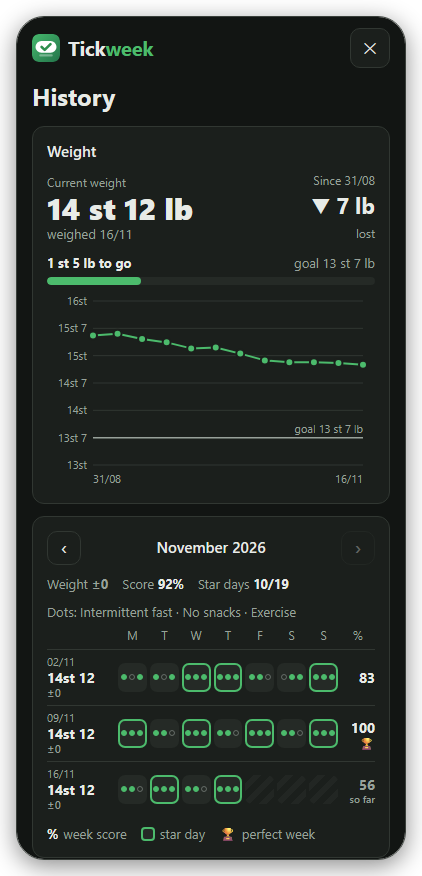 Tickweek
History
Weight
Current weight
Since 31/08
14 st 12 lb
▼ 7 lb
weighed 16/11
lost
1 st 5 lb to go
goal 13 st 7 lb
16st
15st 7
15st
14st 7
14st
goal 13 st 7 lb
13st 7
13st
31/08
16/11
‹ November 2026 ›
Weight ±0 Score 92% Star days 10/19
Dots: Intermittent fast · No snacks · Exercise
M T W T F S S %
02/11
14st 12
±0
83
09/11
14st 12
±0
100
16/11
14st 12
±0
56
so far
% week score star day perfect week